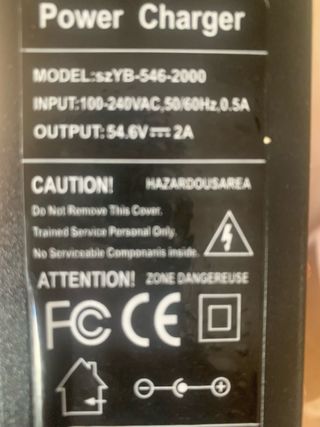 Power Charger
MODEL:szYB-546-2000
INPUT:100-240VAC,50/60Hz,0.5A
OUTPUT:54.6V⎓2A
CAUTION! HAZARDOUSAREA
Do Not Remove This Cover.
Trained Service Personal Only.
No Serviceable Componanis inside.
ATTENTION! ZONE DANGEREUSE
FC CE